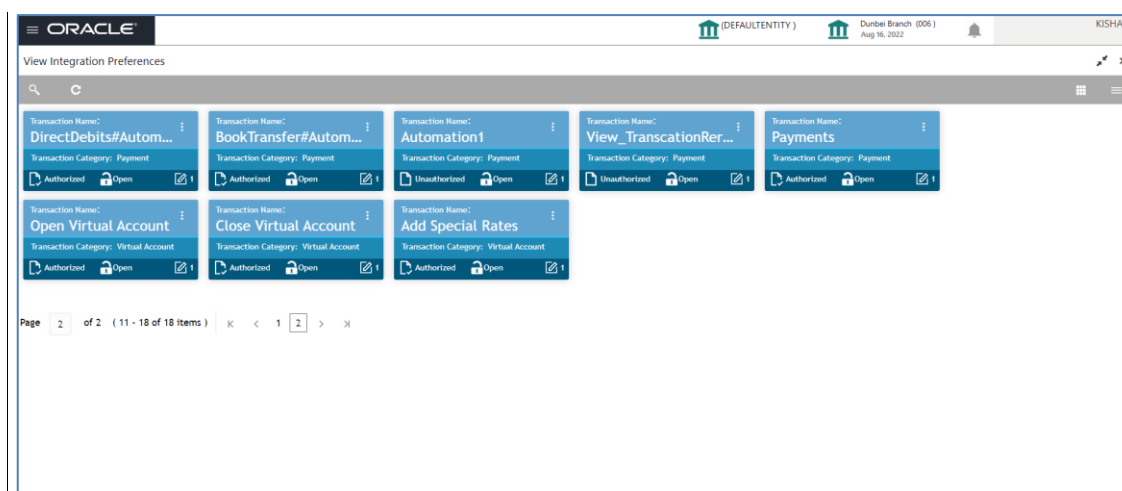 ORACLE
(DEFAULTENTITY )
Dunbei Branch (006 )
Aug 16, 2022
KISHA
View Integration Preferences
Transaction Name:
DirectDebits#Autom...
Transaction Category: Payment
Authorized Open 1
Transaction Name:
BookTransfer#Autom...
Transaction Category: Payment
Authorized Open 1
Transaction Name:
Automation1
Transaction Category: Payment
Unauthorized Open 1
Transaction Name:
View_TranscationRer...
Transaction Category: Payment
Unauthorized Open 1
Transaction Name:
Payments
Transaction Category: Payment
Authorized Open 1
Transaction Name:
Open Virtual Account
Transaction Category: Virtual Account
Authorized Open 1
Transaction Name:
Close Virtual Account
Transaction Category: Virtual Account
Authorized Open 1
Transaction Name:
Add Special Rates
Transaction Category: Virtual Account
Authorized Open 1
Page 2 of 2 ( 11 - 18 of 18 items ) 1 2